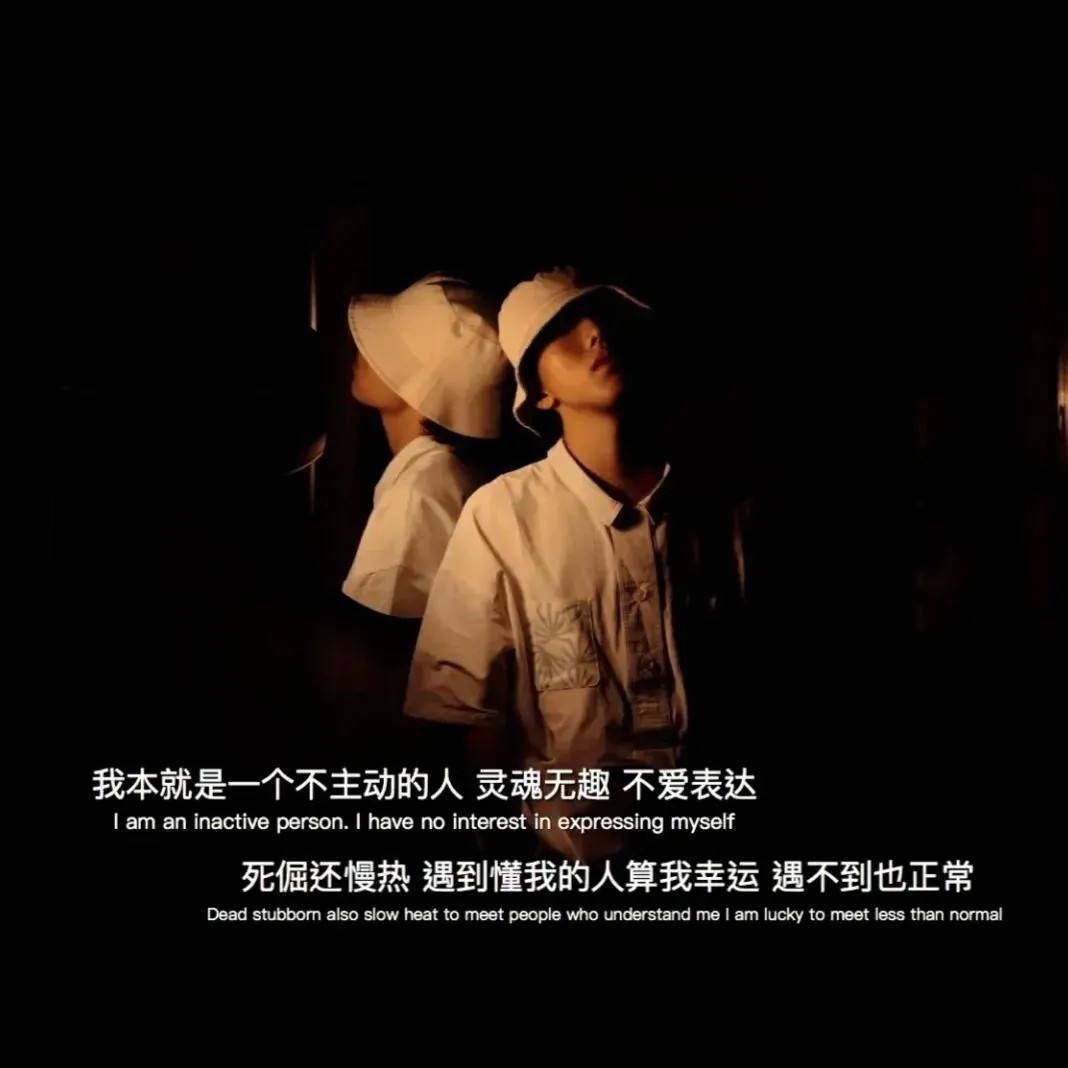 我本就是一个不主动的人 灵魂无趣 不爱表达
I am an inactive person. I have no interest in expressing myself
死倔还慢热 遇到懂我的人算我幸运 遇不到也正常
Dead stubborn also slow heat to meet people who understand me I am lucky to meet less than normal